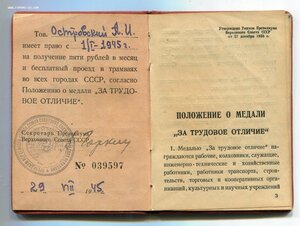 Тов. Островский А. И.
имеет право с 1/I-1945 г.
на получение пяти рублей в месяц
и бесплатный проезд в трамваях
во всех городах СССР, согласно
Положению о медали „ЗА ТРУДО-
ВОЕ ОТЛИЧИЕ“.
Секретарь Президиума
Верховного Совета СССР
Горкин
№ 039597
29 VIII 45
Утверждено Указом Президиума
Верховного Совета СССР
от 27 декабря 1938 г.
ПОЛОЖЕНИЕ О МЕДАЛИ
„ЗА ТРУДОВОЕ ОТЛИЧИЕ“
1. Медалью „За трудовое отличие“ на-
граждаются рабочие, колхозники, служащие,
инженерно-технические и хозяйственные
работники, работники транспорта, строи-
тельства, торговых и кооперативных орга-
низаций, культурных и научных учреждений
3